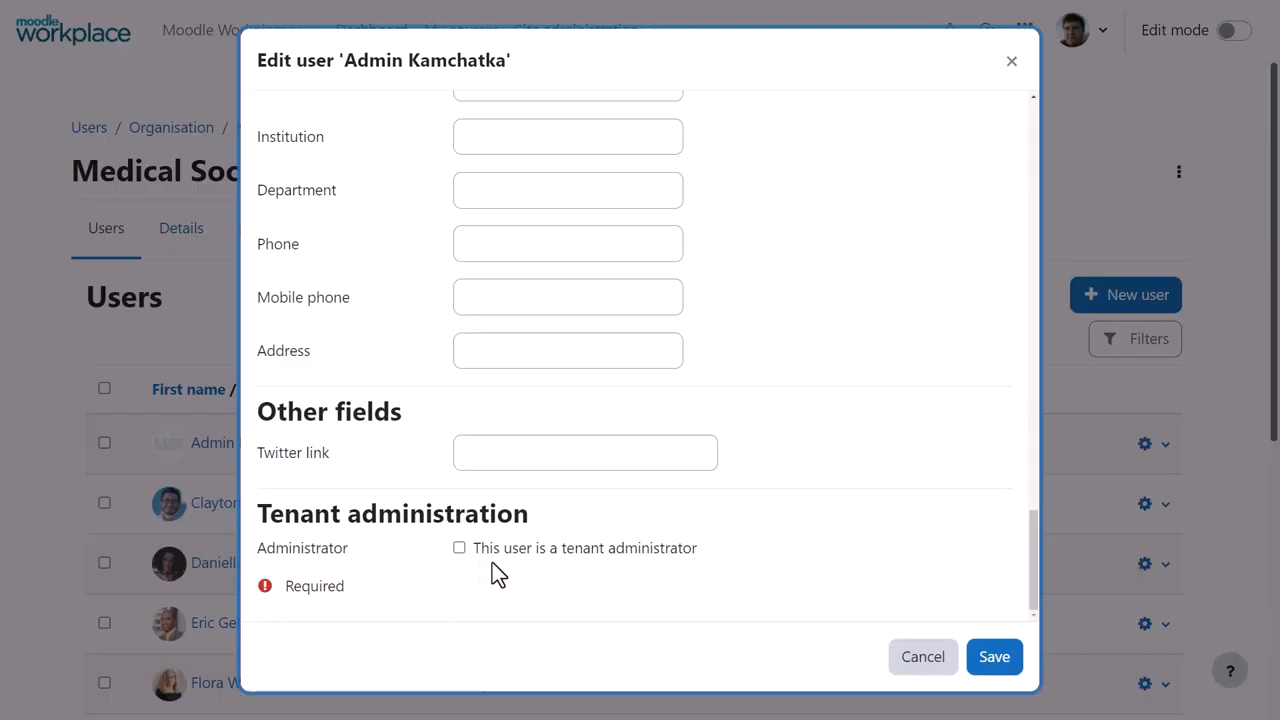 moodle
workplace
Moodle
Edit mode
Edit user 'Admin Kamchatka'
×
Users / Organisation /
Medical Soc
Users Details
Users
New user
Filters
First name /
Admin
Clayton
Daniell
Eric Ge
Flora W
Institution
Department
Phone
Mobile phone
Address
Other fields
Twitter link
Tenant administration
Administrator This user is a tenant administrator
Required
Cancel Save
?